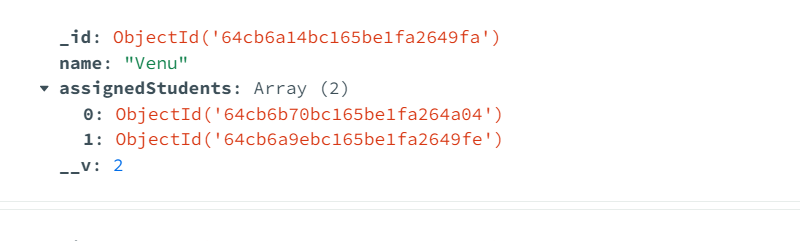 _id: ObjectId('64cb6a14bc165be1fa2649fa')
name: "Venu"
assignedStudents: Array (2)
0: ObjectId('64cb6b70bc165be1fa264a04')
1: ObjectId('64cb6a9ebc165be1fa2649fe')
__v: 2